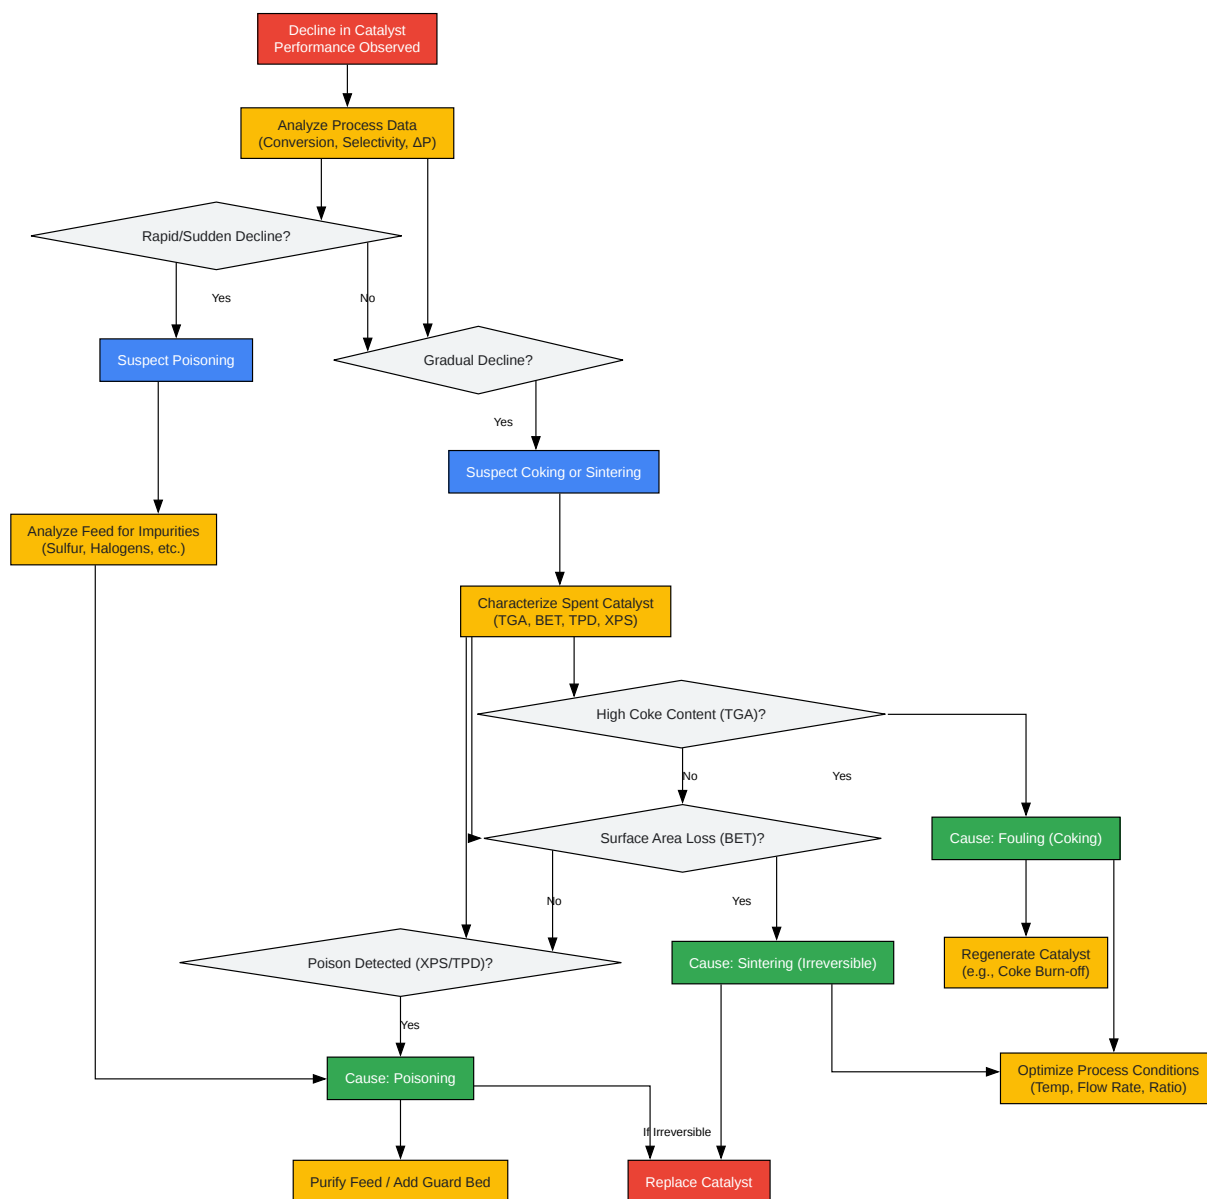 Decline in Catalyst
Performance Observed
Analyze Process Data
(Conversion, Selectivity, ΔP)
Rapid/Sudden Decline?
Yes
No
Suspect Poisoning
Gradual Decline?
Yes
Suspect Coking or Sintering
Analyze Feed for Impurities
(Sulfur, Halogens, etc.)
Characterize Spent Catalyst
(TGA, BET, TPD, XPS)
High Coke Content (TGA)?
No
Yes
Surface Area Loss (BET)?
Cause: Fouling (Coking)
No
Yes
Poison Detected (XPS/TPD)?
Cause: Sintering (Irreversible)
Regenerate Catalyst
(e.g., Coke Burn-off)
Yes
Cause: Poisoning
Optimize Process Conditions
(Temp, Flow Rate, Ratio)
If Irreversible
Purify Feed / Add Guard Bed
Replace Catalyst